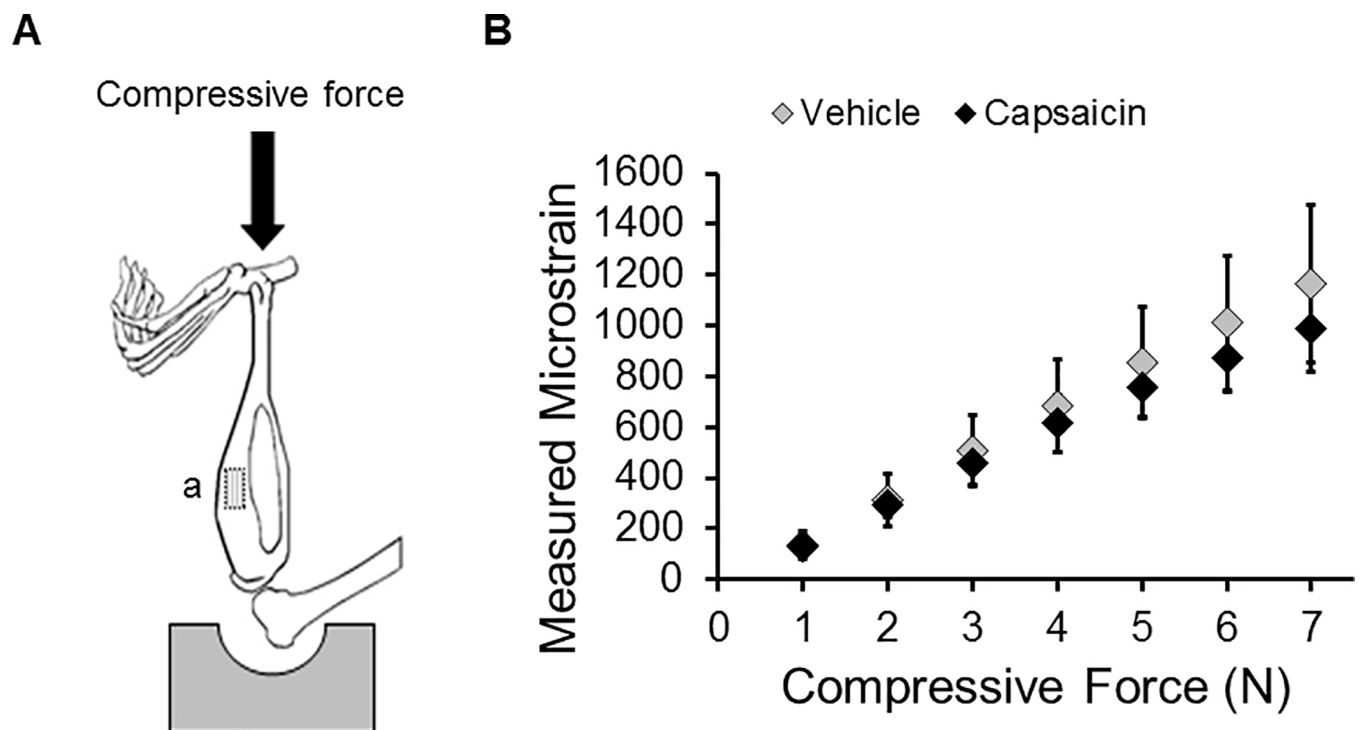 A
Compressive force
a
B
Vehicle Capsaicin
Measured Microstrain
1600
1400
1200
1000
800
600
400
200
0
0 1 2 3 4 5 6 7
Compressive Force (N)